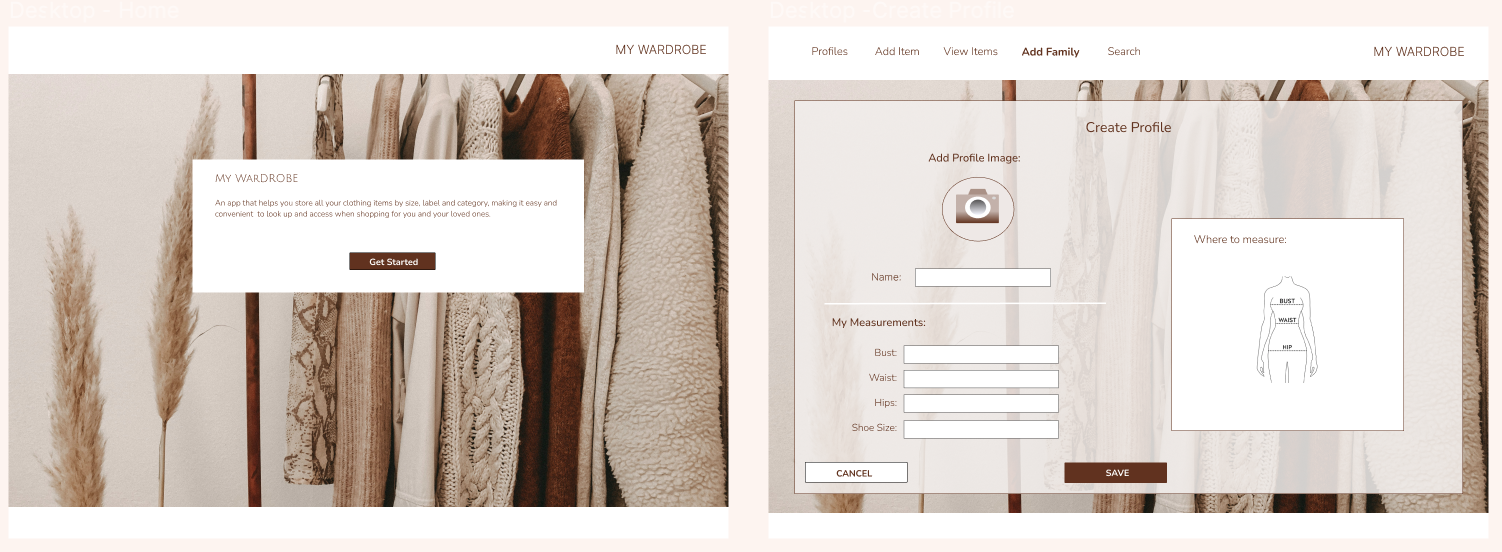 Desktop - Home
MY WARDROBE
MY WARDROBE
An app that helps you store all your clothing items by size, label and category, making it easy and
convenient to look up and access when shopping for you and your loved ones.
Get Started
Desktop -Create Profile
Profiles Add Item View Items Add Family Search MY WARDROBE
Create Profile
Add Profile Image:
Name:
My Measurements:
Bust:
Waist:
Hips:
Shoe Size:
CANCEL SAVE
Where to measure:
BUST
WAIST
HIP